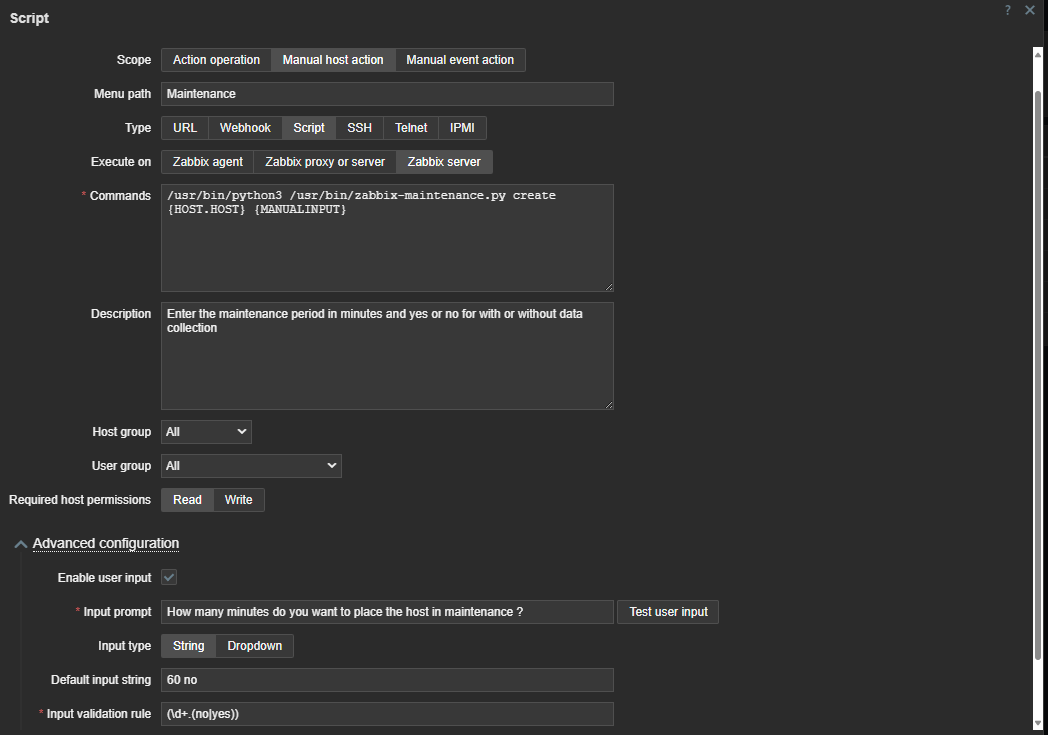 Script
?
Scope Action operation Manual host action Manual event action
Menu path Maintenance
Type URL Webhook Script SSH Telnet IPMI
Execute on Zabbix agent Zabbix proxy or server Zabbix server
* Commands /usr/bin/python3 /usr/bin/zabbix-maintenance.py create
{HOST.HOST} {MANUALINPUT}
Description Enter the maintenance period in minutes and yes or no for with or without data
collection
Host group All
User group All
Required host permissions Read Write
Advanced configuration
Enable user input
* Input prompt How many minutes do you want to place the host in maintenance ? Test user input
Input type String Dropdown
Default input string 60 no
* Input validation rule (\d+.(no|yes))